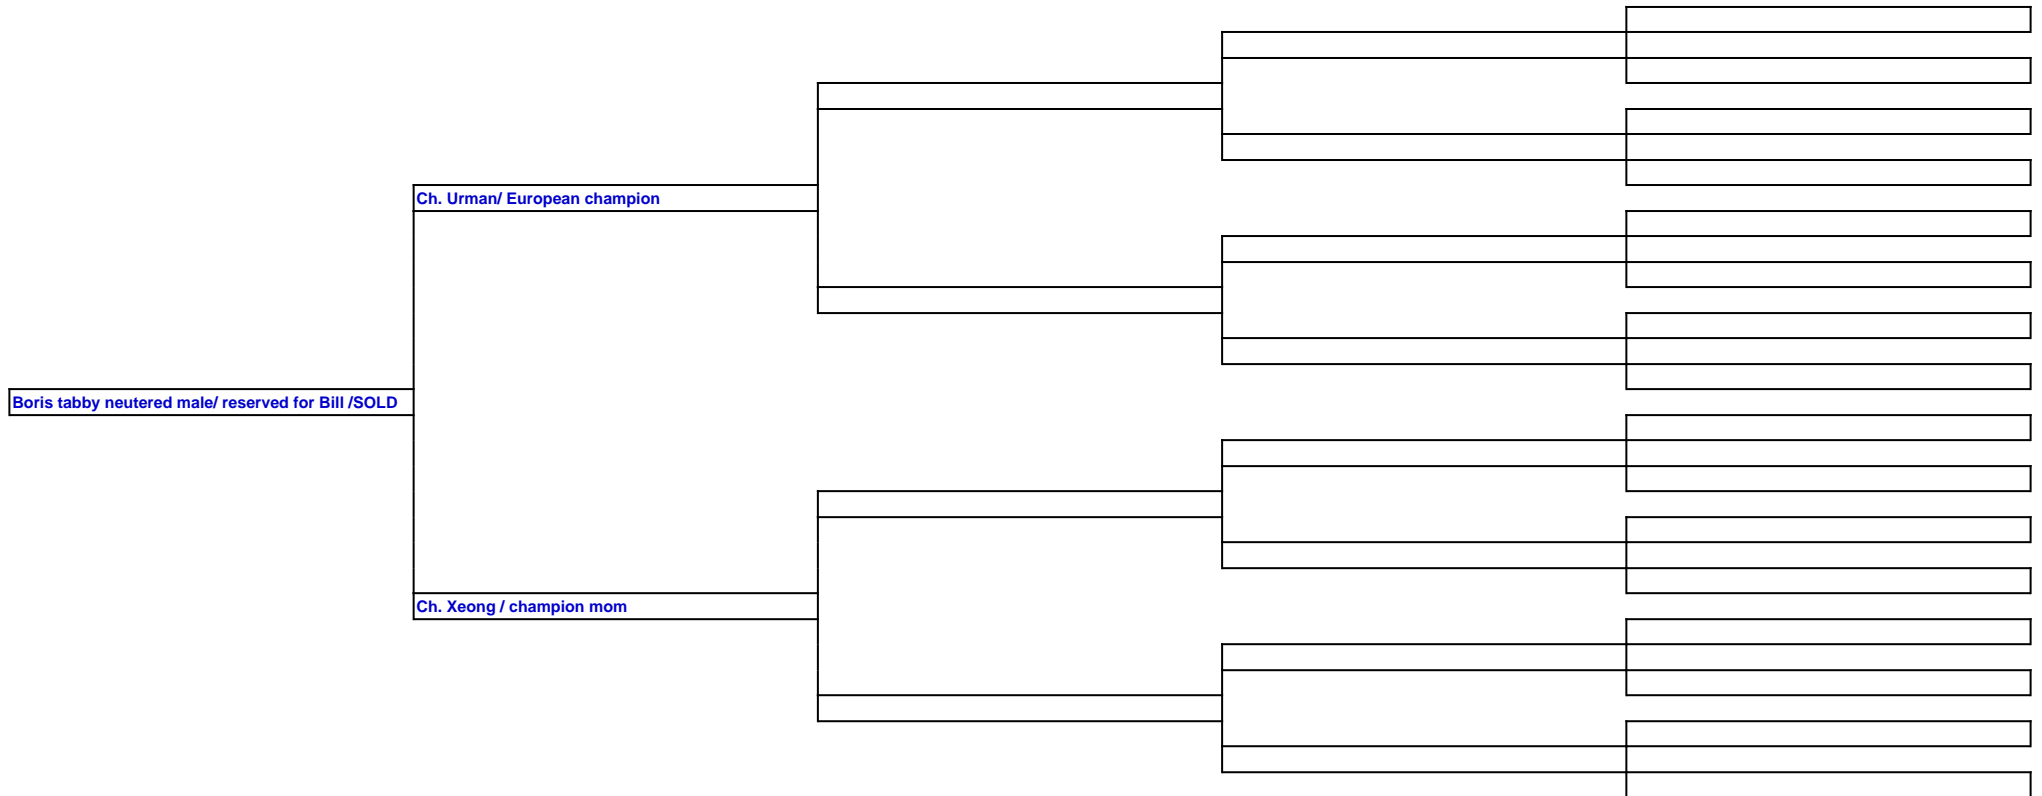 Ch. Urman/ European champion
Boris tabby neutered male/ reserved for Bill /SOLD
Ch. Xeong / champion mom